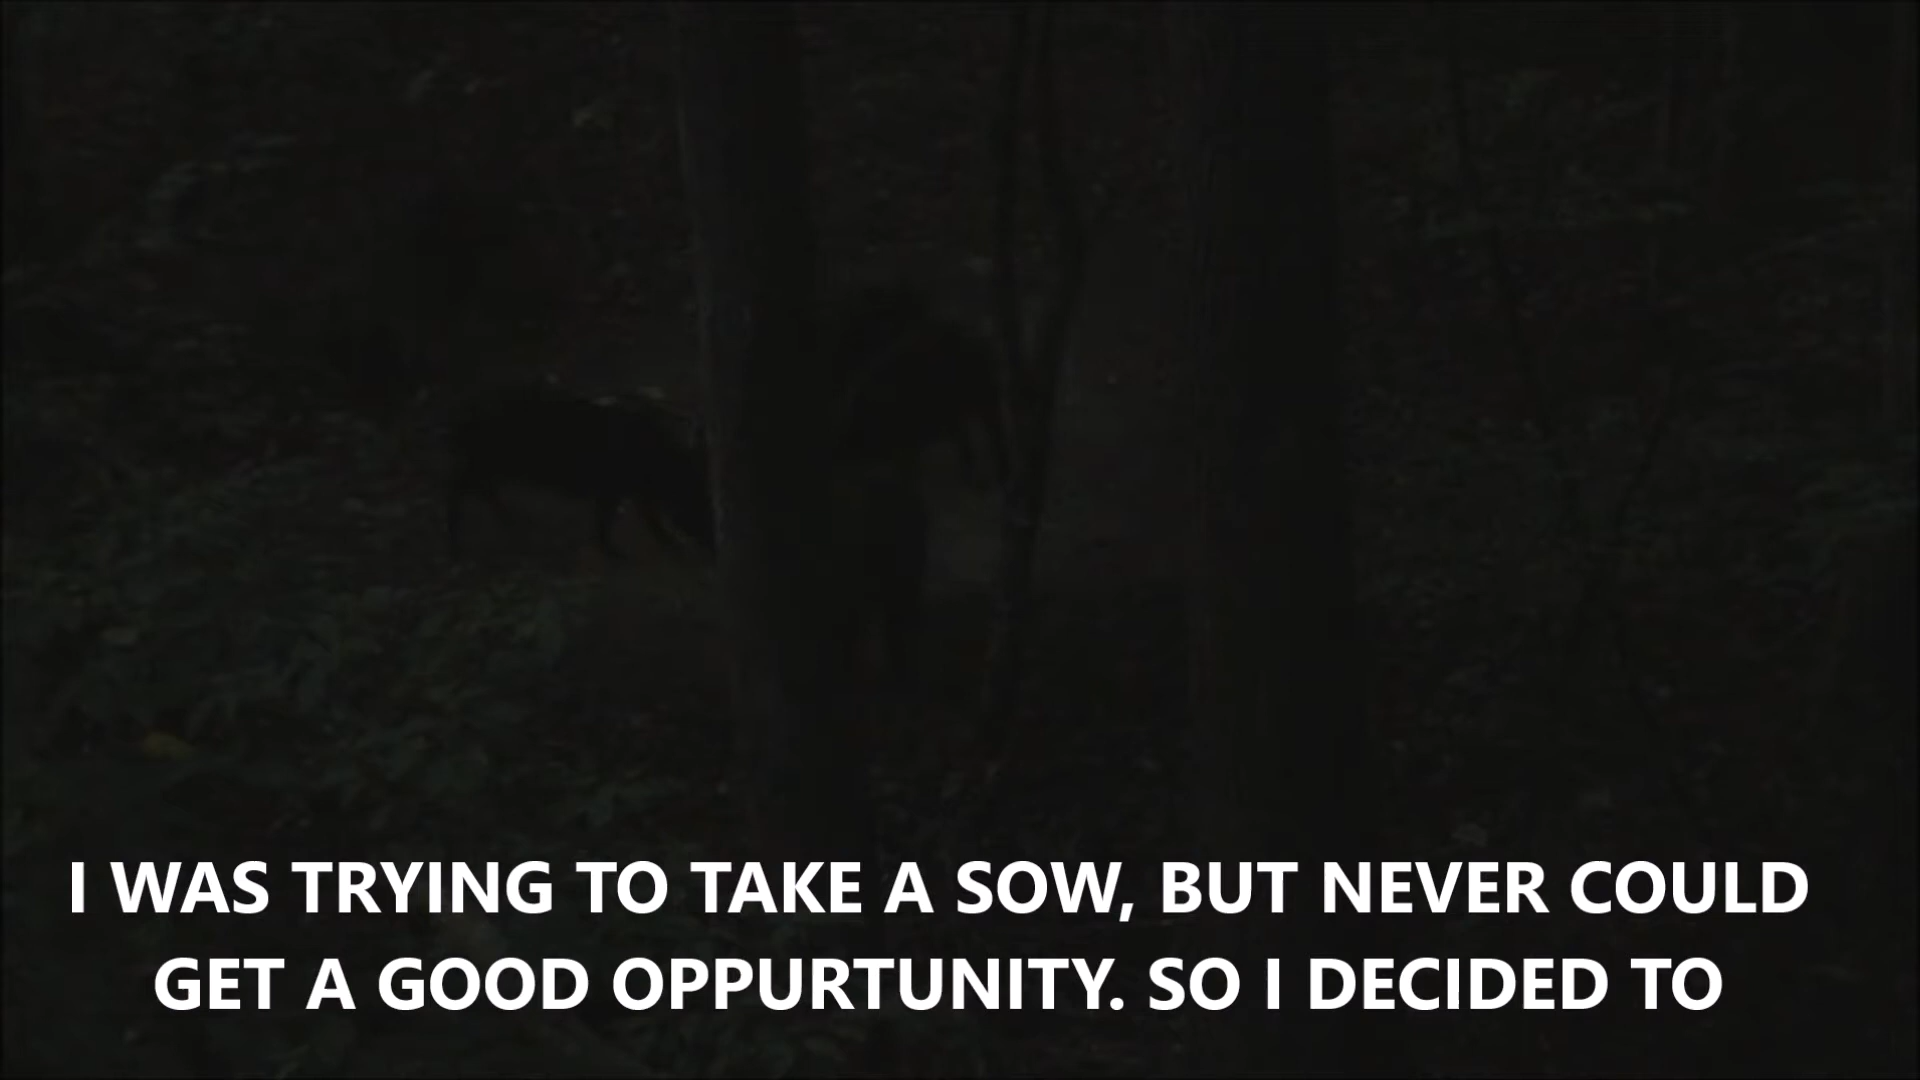 I WAS TRYING TO TAKE A SOW, BUT NEVER COULD
GET A GOOD OPPURTUNITY. SO I DECIDED TO